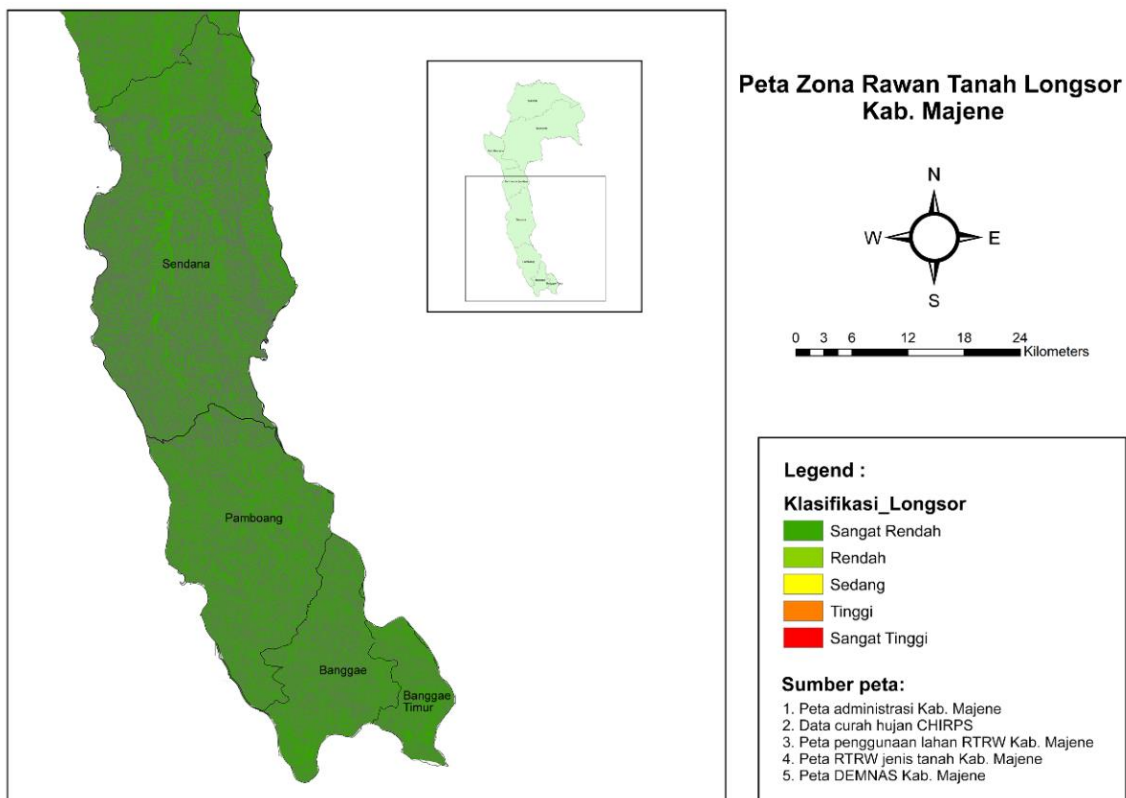 Peta Zona Rawan Tanah Longsor
Kab. Majene
N
W
E
S
0 3 6 12 18 24
Kilometers
Sendana
Pamboang
Banggae
Banggae
Timur
Legend :
Klasifikasi_Longsor
Sangat Rendah
Rendah
Sedang
Tinggi
Sangat Tinggi
Sumber peta:
1. Peta administrasi Kab. Majene
2. Data curah hujan CHIRPS
3. Peta penggunaan lahan RTRW Kab. Majene
4. Peta RTRW jenis tanah Kab. Majene
5. Peta DEMNAS Kab. Majene